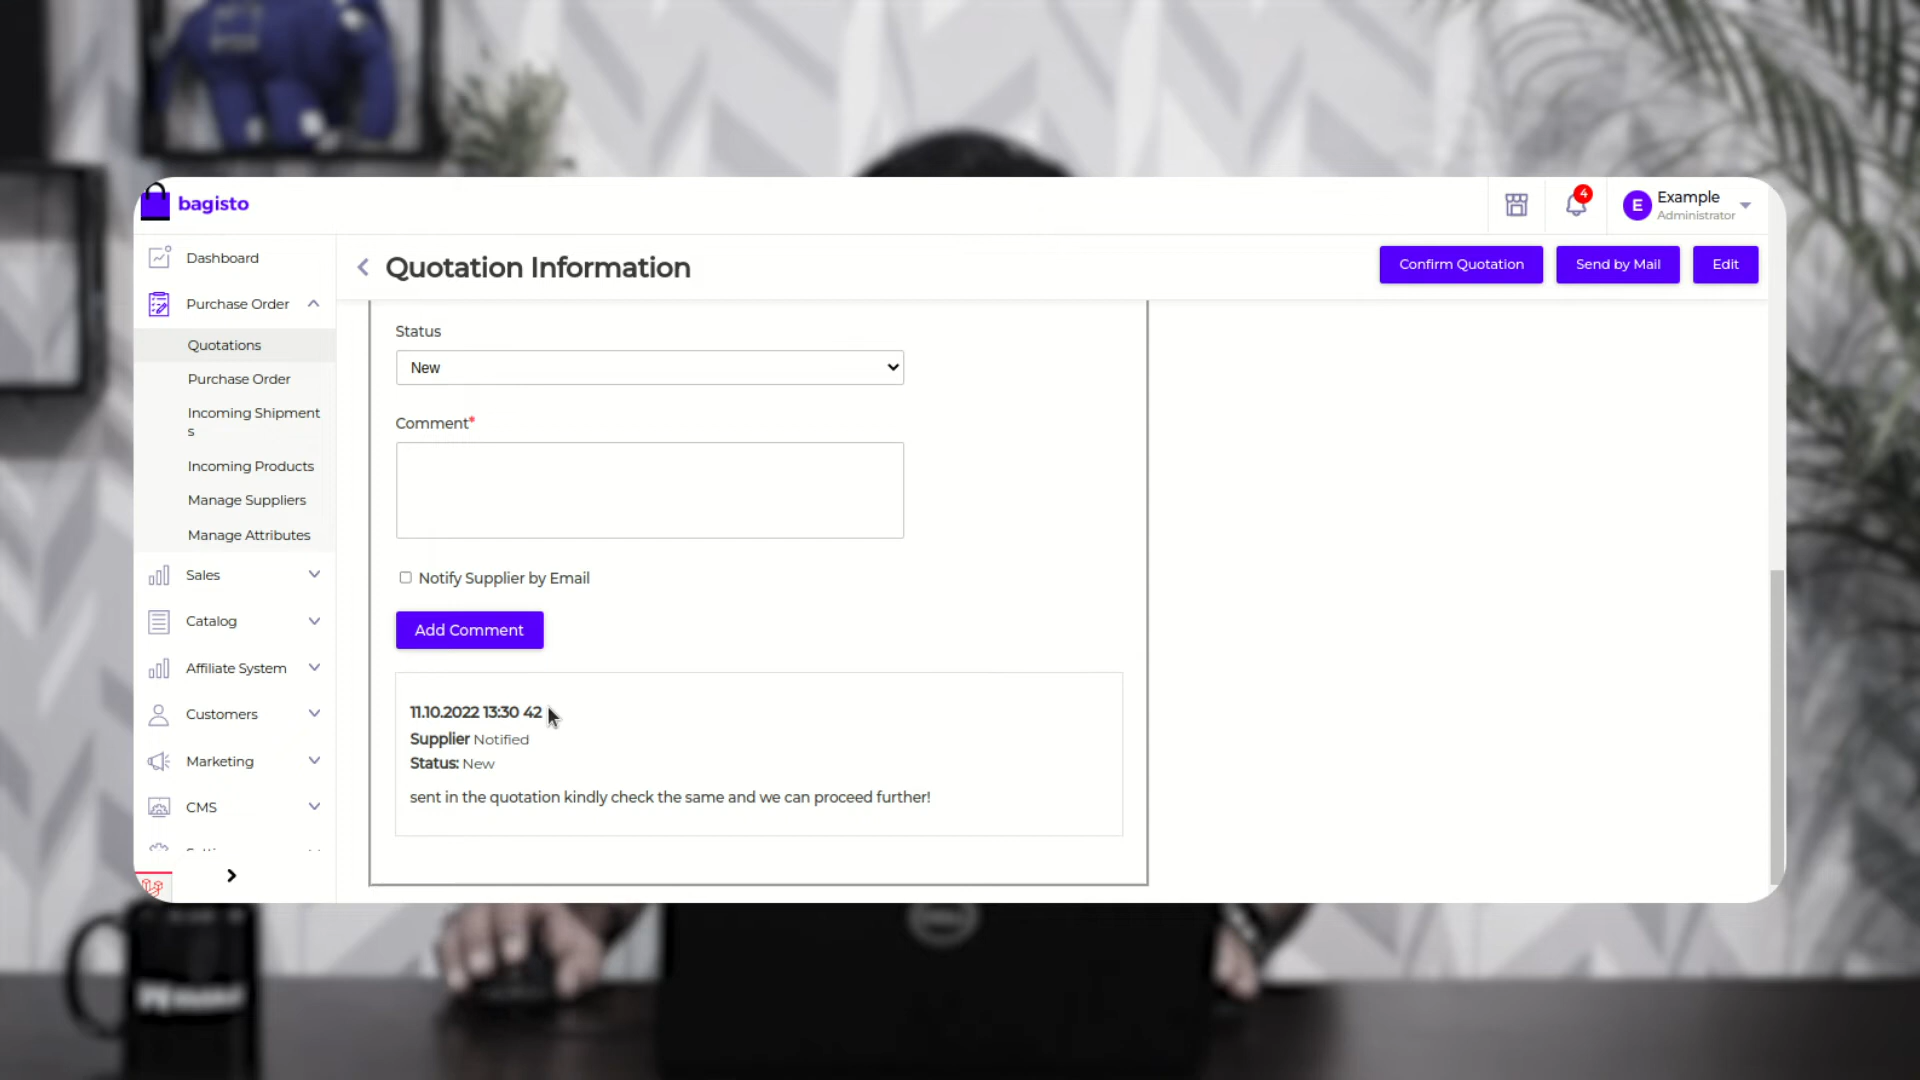 bagisto
4
E
Example
Administrator
Dashboard
Purchase Order
Quotations
Purchase Order
Incoming Shipment
s
Incoming Products
Manage Suppliers
Manage Attributes
Sales
Catalog
Affiliate System
Customers
Marketing
CMS
Quotation Information
Confirm Quotation
Send by Mail
Edit
Status
New
Comment*
Notify Supplier by Email
Add Comment
11.10.2022 13:30 42
Supplier Notified
Status: New
sent in the quotation kindly check the same and we can proceed further!